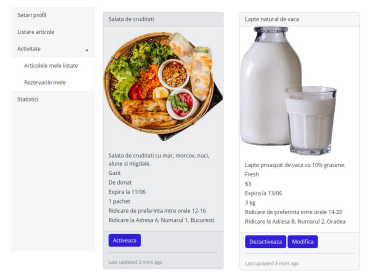 Setari profil
Listare articole
Activitate
Articolele mele listate
Rezervarile mele
Statistici
Salata de cruditati
Salata de cruditati cu mar, morcov, nuci,
alune si migdale.
Gatit
De donat
Expira la 11/06
1 pachet
Ridicare de preferinta intre orele 12-16
Ridicare la Adresa A, Numarul 1, Bucuresti
Activeaza
Last updated 3 mins ago
Lapte natural de vaca
Lapte proaspat de vaca cu 10% grasime.
Fresh
$3
Expira la 13/06
3 kg
Ridicare de preferinta intre orele 14-20
Ridicare la Adresa B, Numarul 2, Oradea
Dezactiveaza
Modifica
Last updated 5 mins ago